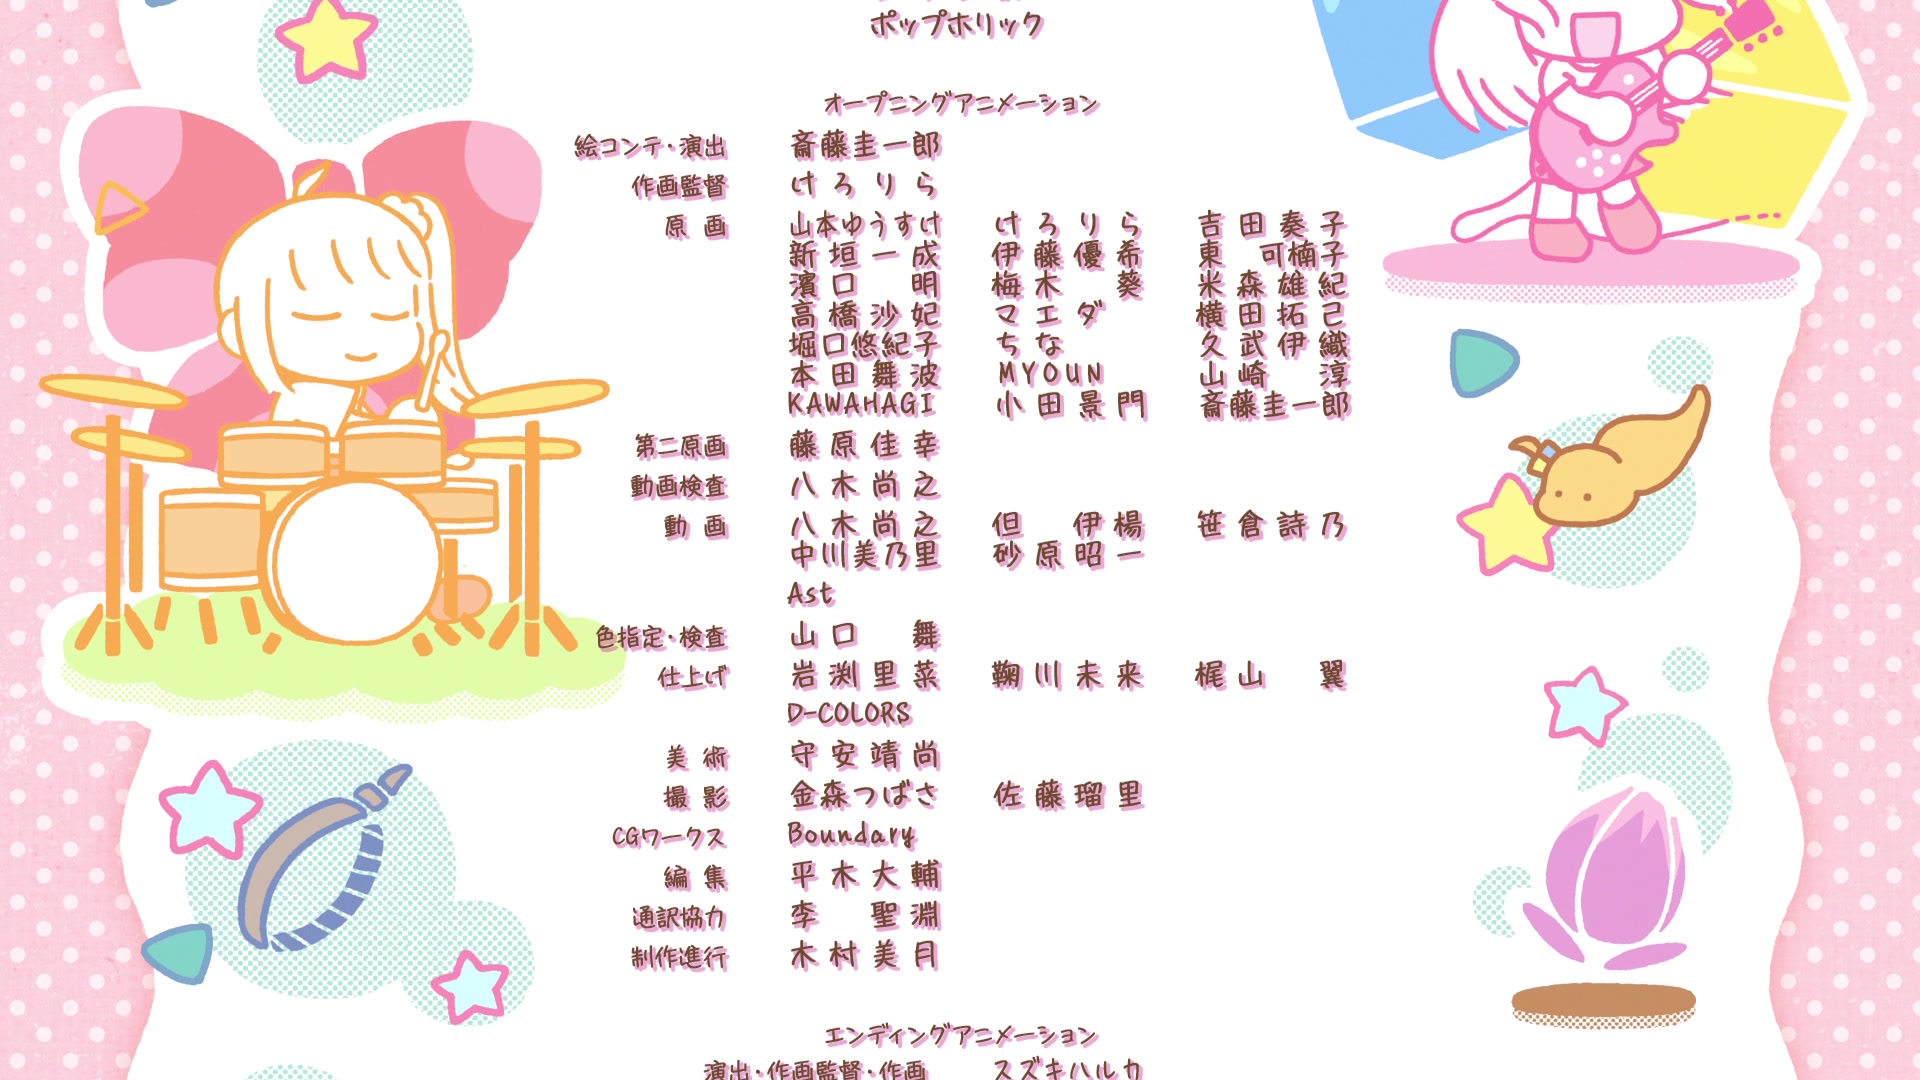 ポップホリック
オープニングアニメーション
絵コンテ・演出 斎藤圭一郎
作画監督 けろりら
原画 山本ゆうすけ けろりら 吉田奏子
新垣一成 伊藤優希 東 可楠子
濱口 明 梅木 葵 米森雄紀
高橋沙妃 マエダ 横田拓己
堀口悠紀子 ちな 久武伊織
本田舞波 MYOUN 山崎 淳
KAWAHAGI 小田景門 斎藤圭一郎
第二原画 藤原佳幸
動画検査 八木尚之
動画 八木尚之 但 伊楊 笹倉詩乃
中川美乃里 砂原昭一
Ast
色指定・検査 山口 舞
仕上げ 岩渕里菜 鞠川未来 梶山 翼
D-COLORS
美術 守安靖尚
撮影 金森つばさ 佐藤瑠里
CGワークス Boundary
編集 平木大輔
通訳協力 李 聖淵
制作進行 木村美月
エンディングアニメーション
演出・作画監督・作画 スズキハルカ